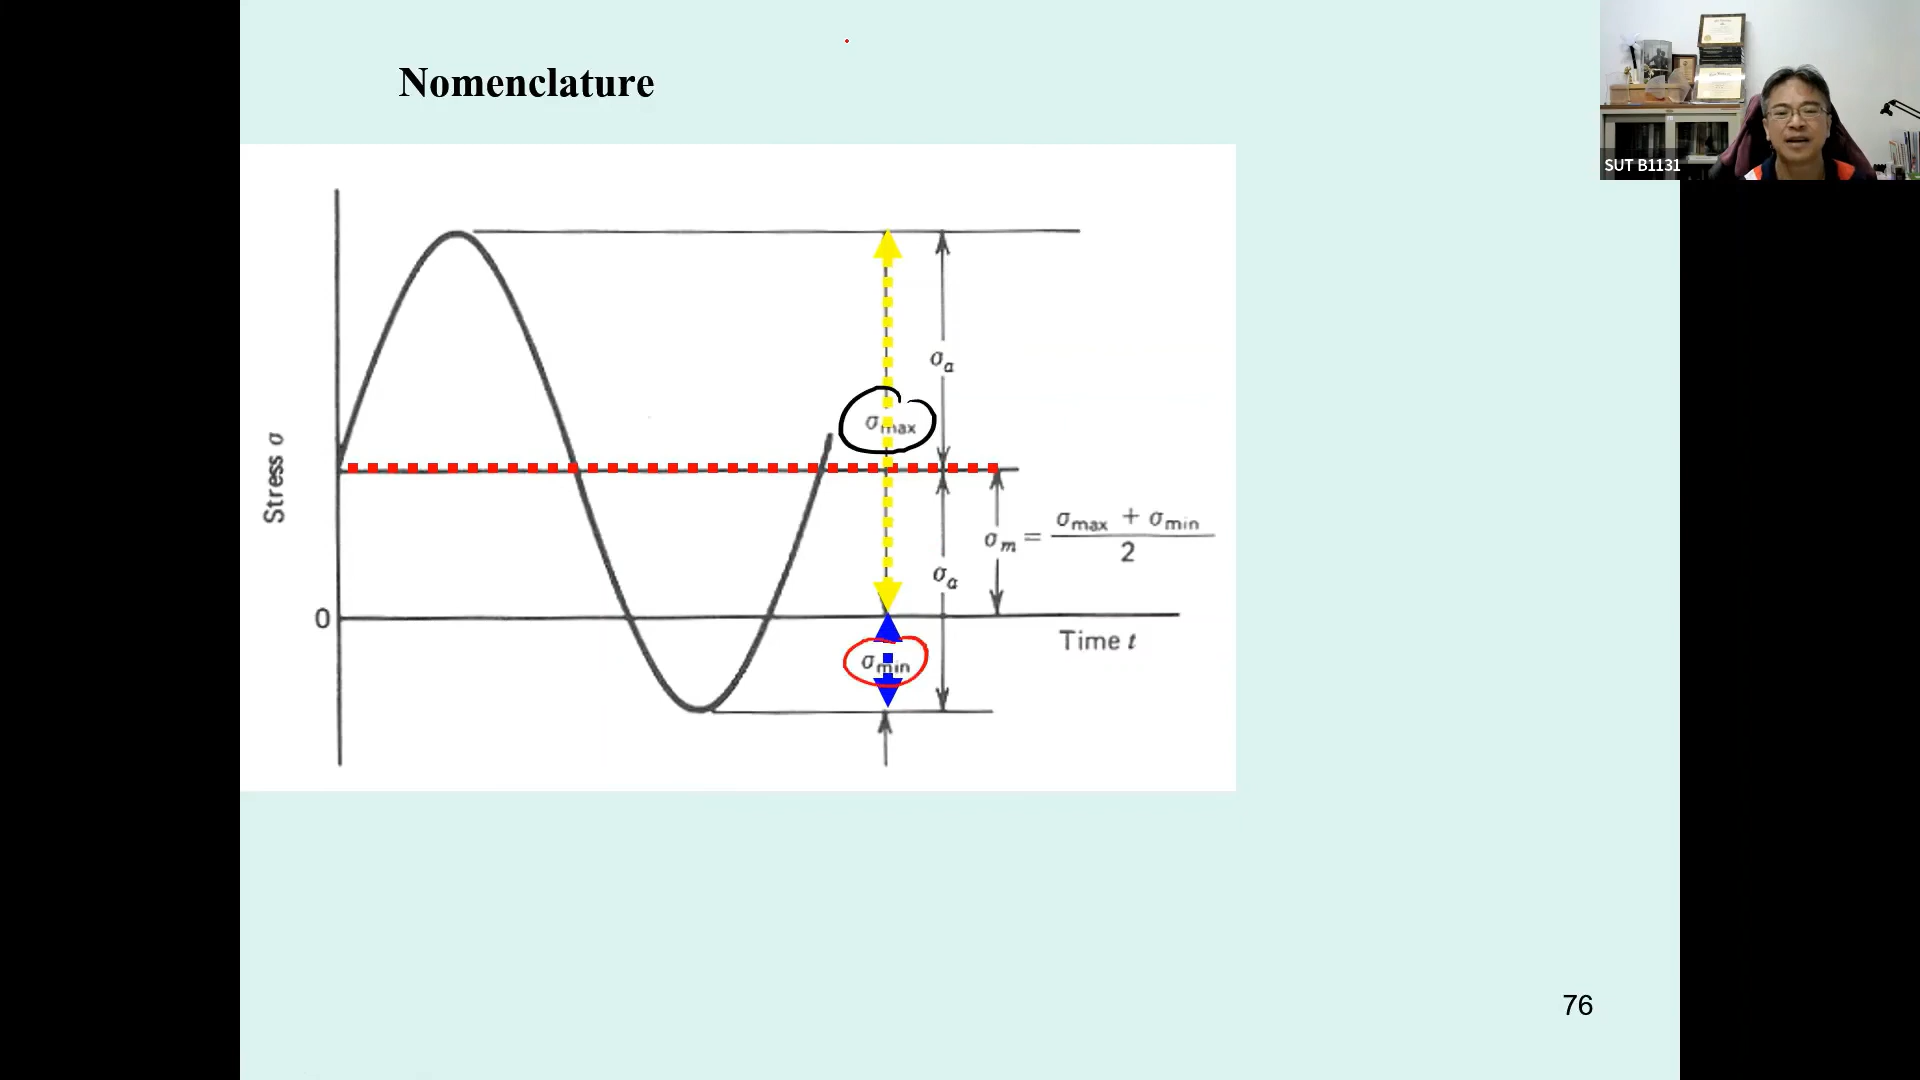 Nomenclature
SUT B1131
σa
σmax
Stress σ
σm = σmax + σmin / 2
σa
0
Time t
σmin
76